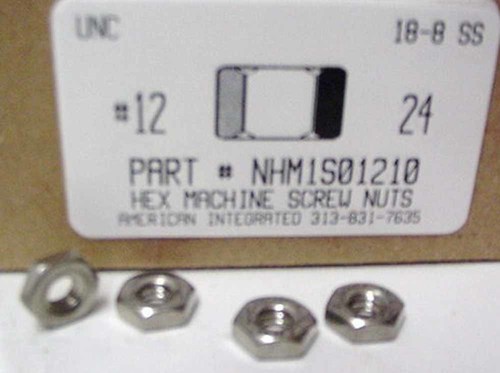 UNC 18-8 SS
#12 24
PART # NHM1S01210
HEX MACHINE SCREW NUTS
AMERICAN INTEGRATED 313-831-7635